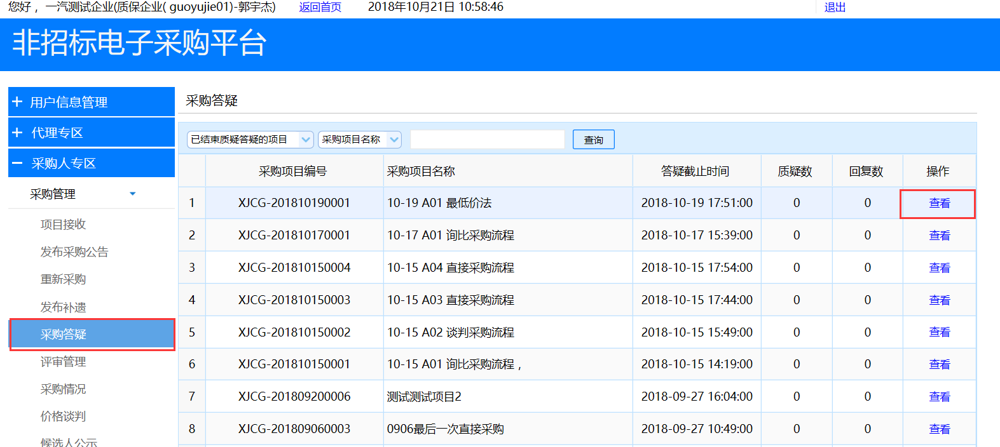 您好，一汽测试企业(质保企业( guoyujie01)-郭宇杰) 返回首页 2018年10月21日 10:58:46 退出
非招标电子采购平台
+ 用户信息管理
+ 代理专区
− 采购人专区
采购管理
项目接收
发布采购公告
重新采购
发布补遗
采购答疑
评审管理
采购情况
价格谈判
候选人公示
采购答疑
已结束质疑答疑的项目 采购项目名称 查询
采购项目编号 采购项目名称 答疑截止时间 质疑数 回复数 操作
1 XJCG-201810190001 10-19 A01 最低价法 2018-10-19 17:51:00 0 0 查看
2 XJCG-201810170001 10-17 A01 询比采购流程 2018-10-17 15:39:00 0 0 查看
3 XJCG-201810150004 10-15 A04 直接采购流程 2018-10-15 17:54:00 0 0 查看
4 XJCG-201810150003 10-15 A03 直接采购流程 2018-10-15 17:44:00 0 0 查看
5 XJCG-201810150002 10-15 A02 谈判采购流程 2018-10-15 15:49:00 0 0 查看
6 XJCG-201810150001 10-15 A01 询比采购流程， 2018-10-15 14:19:00 0 0 查看
7 XJCG-201809200006 测试测试项目2 2018-09-27 16:04:00 0 0 查看
8 XJCG-201809060003 0906最后一次直接采购 2018-09-27 10:49:00 0 0 查看